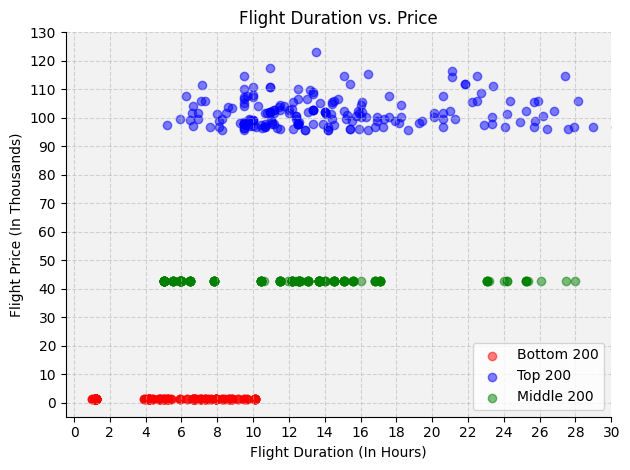 Flight Duration vs. Price
130
120
110
100
90
80
70
60
50
40
30
20
10
0
Flight Price (In Thousands)
Bottom 200
Top 200
Middle 200
0 2 4 6 8 10 12 14 16 18 20 22 24 26 28 30
Flight Duration (In Hours)